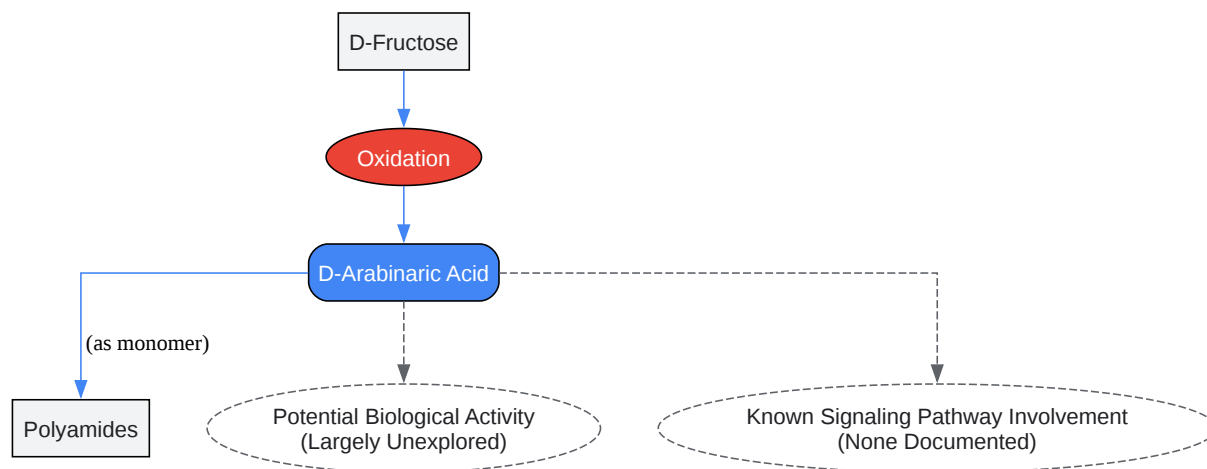 D-Fructose
Oxidation
D-Arabinaric Acid
(as monomer)
Polyamides
Potential Biological Activity
(Largely Unexplored)
Known Signaling Pathway Involvement
(None Documented)